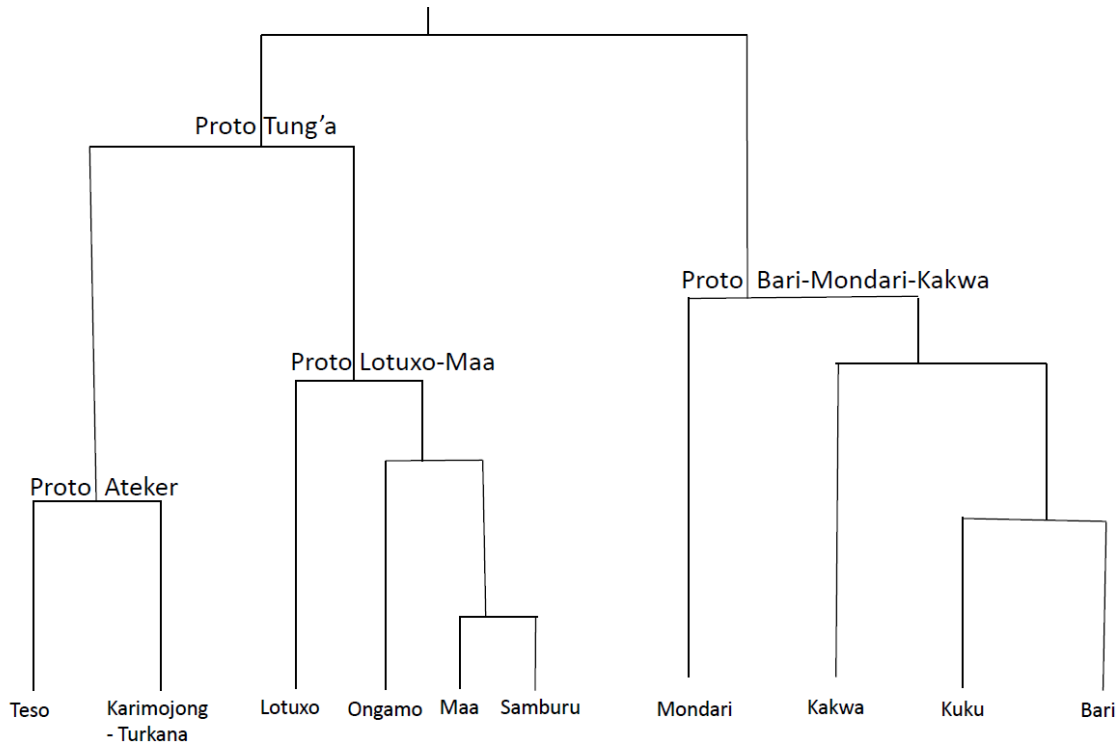 Proto Tung'a
Proto Bari-Mondari-Kakwa
Proto Lotuxo-Maa
Proto Ateker
Teso
Karimojong
- Turkana
Lotuxo
Ongamo
Maa
Samburu
Mondari
Kakwa
Kuku
Bari